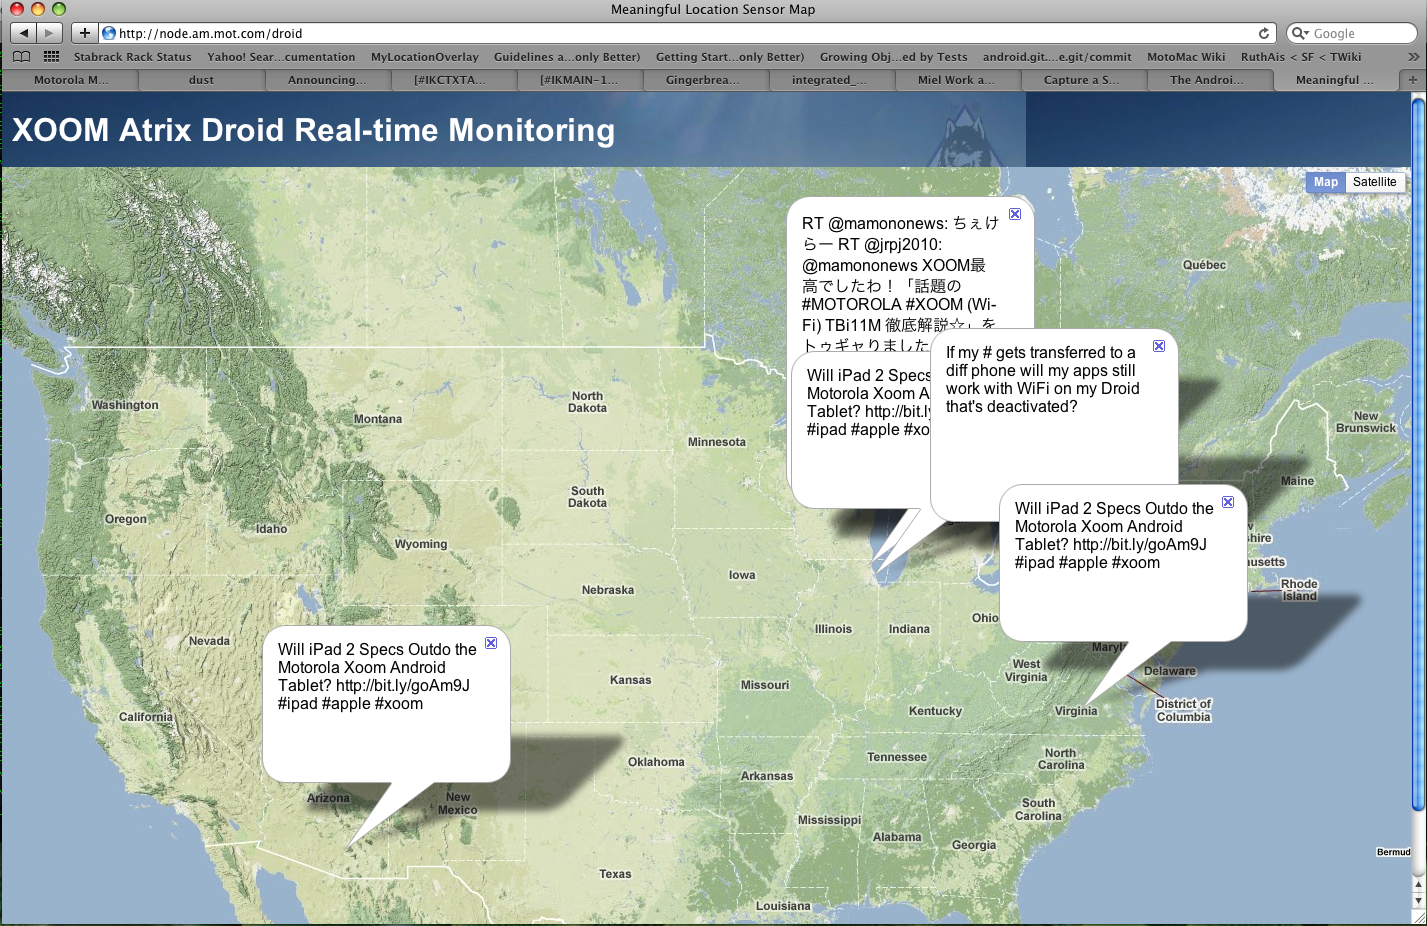 Meaningful Location Sensor Map
http://node.am.mot.com/droid
Google
Stabrack Rack Status
Yahoo! Sear...cumentation
MyLocationOverlay
Guidelines a...only Better)
Getting Start...only Better)
Growing Obj...ed by Tests
android.git....e.git/commit
MotoMac Wiki
RuthAis < SF < TWiki
Motorola M...
dust
Announcing...
[#IKCTXTA...
[#IKMAIN-1...
Gingerbrea...
integrated_...
Miel Work a...
Capture a S...
The Androi...
Meaningful ...
XOOM Atrix Droid Real-time Monitoring
Map
Satellite
RT @mamononews: ちぇけ
らー RT @jrpj2010:
@mamononews XOOM最
高でしたわ！「話題の
#MOTOROLA #XOOM (Wi-
Fi) TBi11M 徹底解説☆」を
トゥギャりました
Will iPad 2 Specs
Motorola Xoom A
Tablet? http://bit.ly
#ipad #apple #xo
If my # gets transferred to a
diff phone will my apps still
work with WiFi on my Droid
that's deactivated?
Will iPad 2 Specs Outdo the
Motorola Xoom Android
Tablet? http://bit.ly/goAm9J
#ipad #apple #xoom
Will iPad 2 Specs Outdo the
Motorola Xoom Android
Tablet? http://bit.ly/goAm9J
#ipad #apple #xoom
Québec
Washington
Montana
North
Dakota
Minnesota
New
Brunswick
Maine
South
Dakota
Oregon
Idaho
Wyoming
shire
Iowa
usetts
Nebraska
Rhode
Island
Ohio
Illinois
Indiana
Nevada
Maryl
West
Virginia
Delaware
Kansas
Missouri
California
Kentucky
Virginia
District of
Columbia
Oklahoma
Tennessee
North
Carolina
Arkansas
Arizona
New
Mexico
South
Carolina
Mississippi
Alabama
Georgia
Bermud
Texas
Louisiana